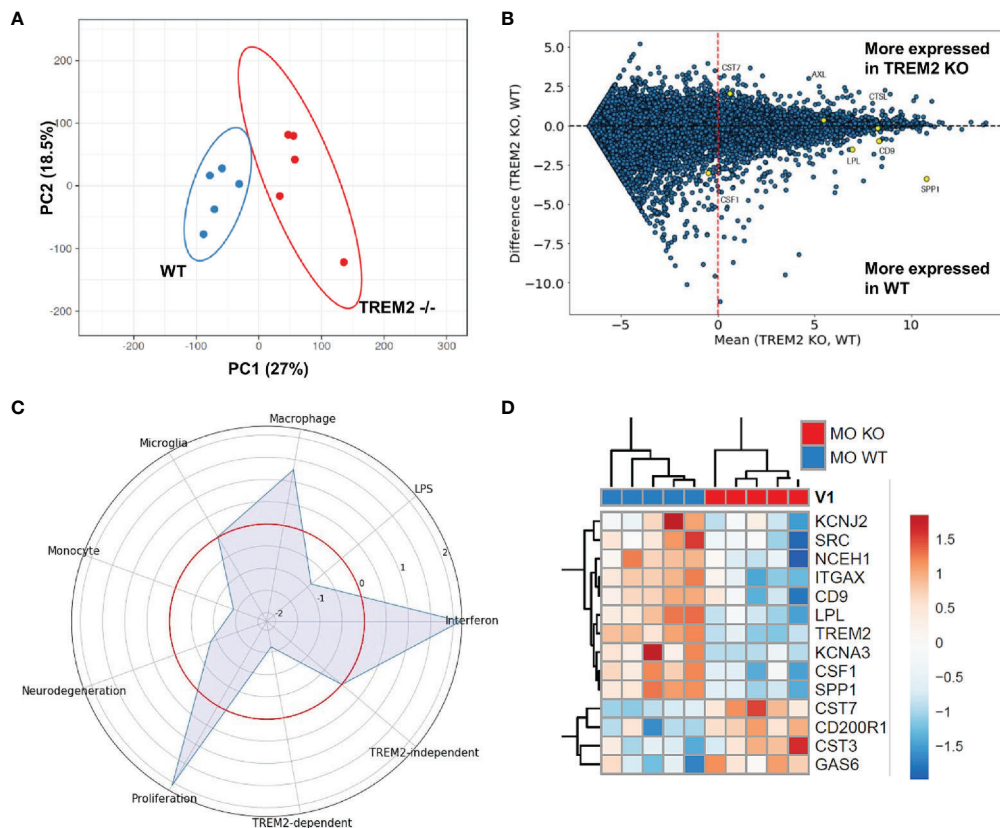 A
200
100
0
-100
-200
PC2 (18.5%)
WT
TREM2 -/-
-200
-100
0
100
200
300
PC1 (27%)
B
5.0
2.5
0.0
−2.5
−5.0
−7.5
−10.0
Difference (TREM2 KO, WT)
More expressed
in TREM2 KO
CST7
AXL
CTSL
CD9
LPL
SPP1
CSF1
More expressed
in WT
−5
0
5
10
Mean (TREM2 KO, WT)
C
Macrophage
Microglia
LPS
Monocyte
2
1
0
-1
-2
Interferon
Neurodegeneration
TREM2-independent
Proliferation
TREM2-dependent
D
MO KO
MO WT
V1
KCNJ2
SRC
NCEH1
ITGAX
CD9
LPL
TREM2
KCNA3
CSF1
SPP1
CST7
CD200R1
CST3
GAS6
1.5
1
0.5
0
−0.5
−1
−1.5